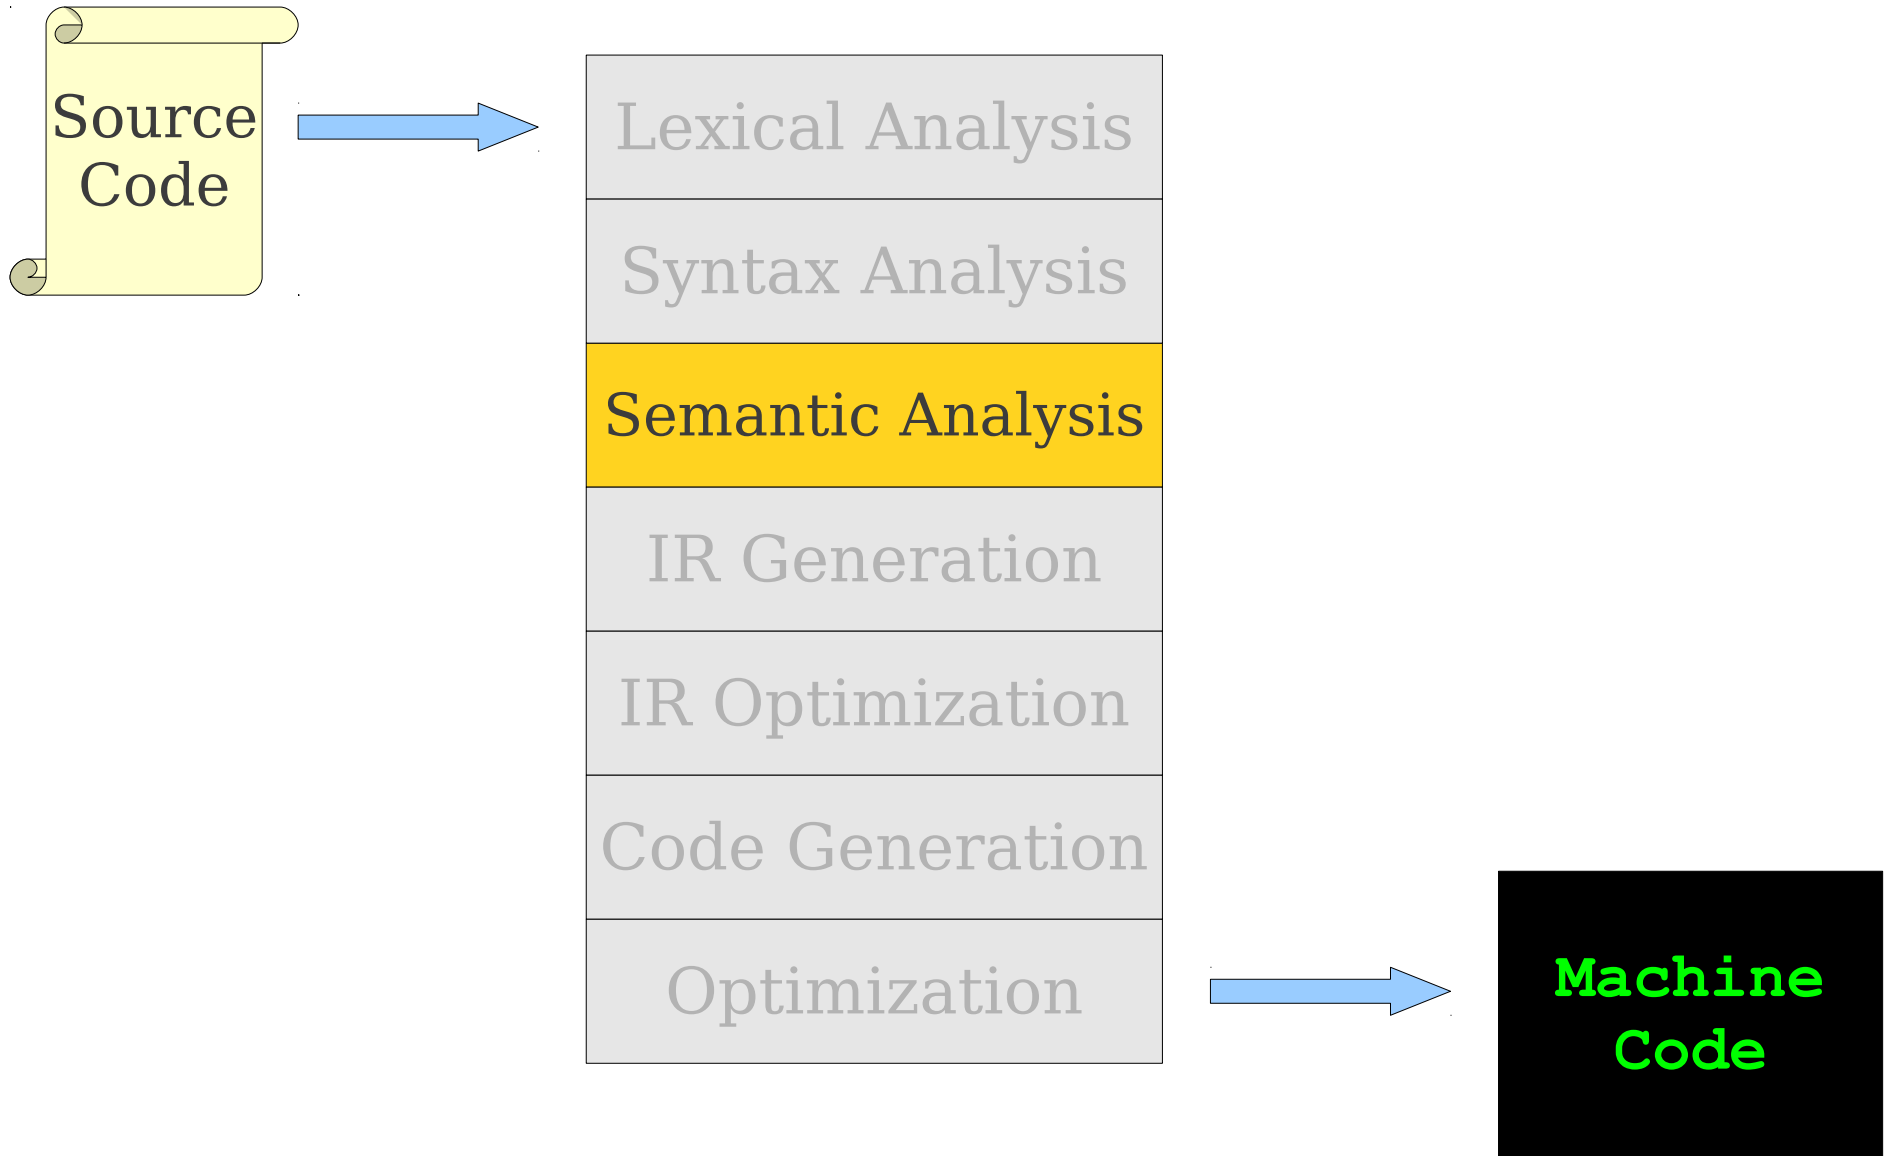 Source
Code
Lexical Analysis
Syntax Analysis
Semantic Analysis
IR Generation
IR Optimization
Code Generation
Optimization
Machine
Code